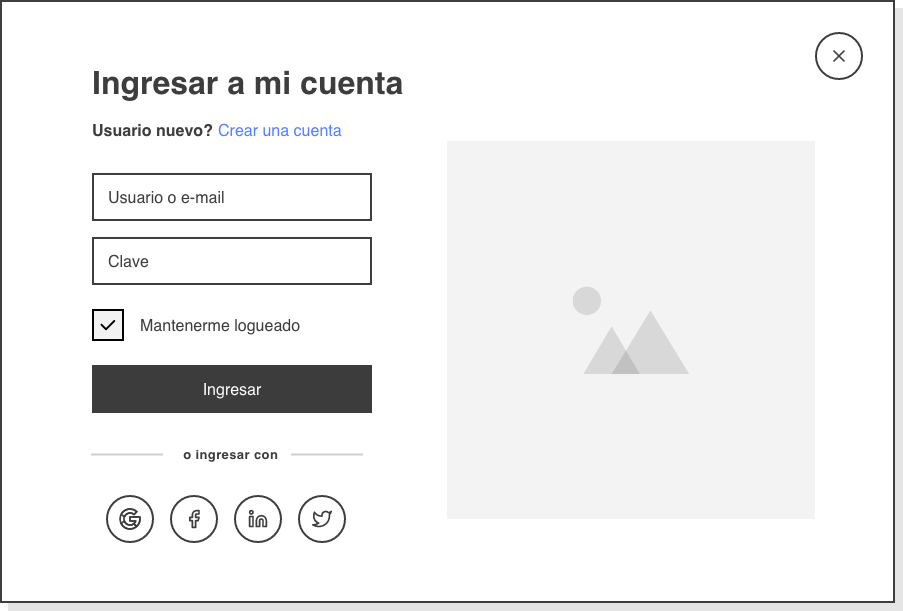 Ingresar a mi cuenta
Usuario nuevo? Crear una cuenta
Usuario o e-mail
Clave
Mantenerme logueado
Ingresar
o ingresar con